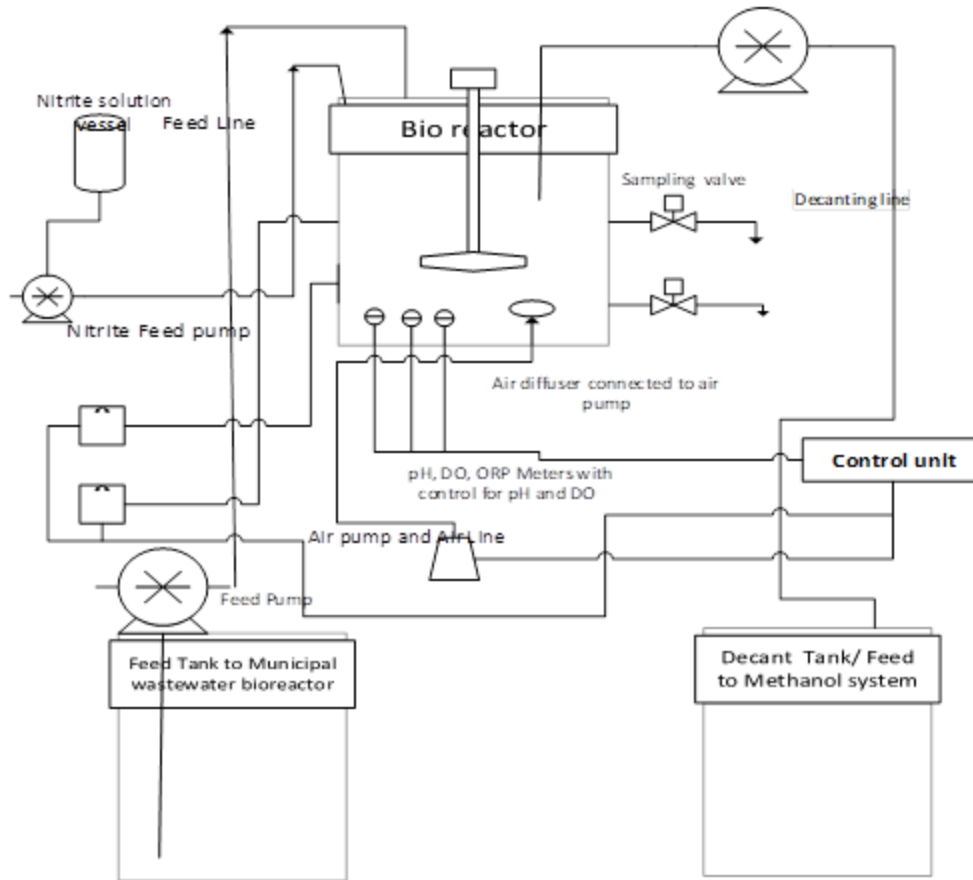 Nitrite solution
vessel
Feed Line
Bio reactor
Sampling valve
Decanting line
Nitrite Feed pump
Air diffuser connected to air
pump
Control unit
pH, DO, ORP Meters with
control for pH and DO
Air pump and Air Line
Feed Pump
Feed Tank to Municipal
wastewater bioreactor
Decant Tank/ Feed
to Methanol system